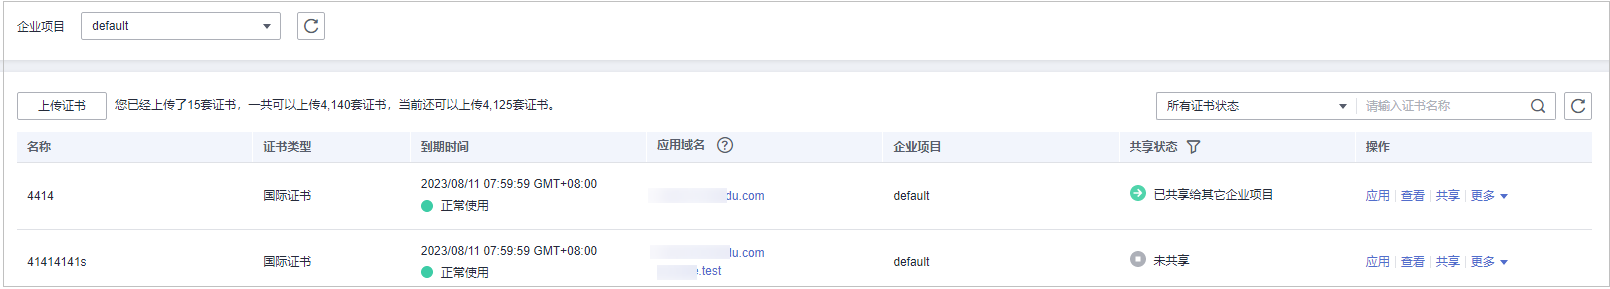 企业项目 default
上传证书 您已经上传了15套证书，一共可以上传4,140套证书，当前还可以上传4,125套证书。 所有证书状态 请输入证书名称
名称 证书类型 到期时间 应用域名 企业项目 共享状态 操作
4414 国际证书 2023/08/11 07:59:59 GMT+08:00 du.com default 已共享给其它企业项目 应用 查看 共享 更多
正常使用
41414141s 国际证书 2023/08/11 07:59:59 GMT+08:00 lu.com default 未共享 应用 查看 共享 更多
正常使用 .test